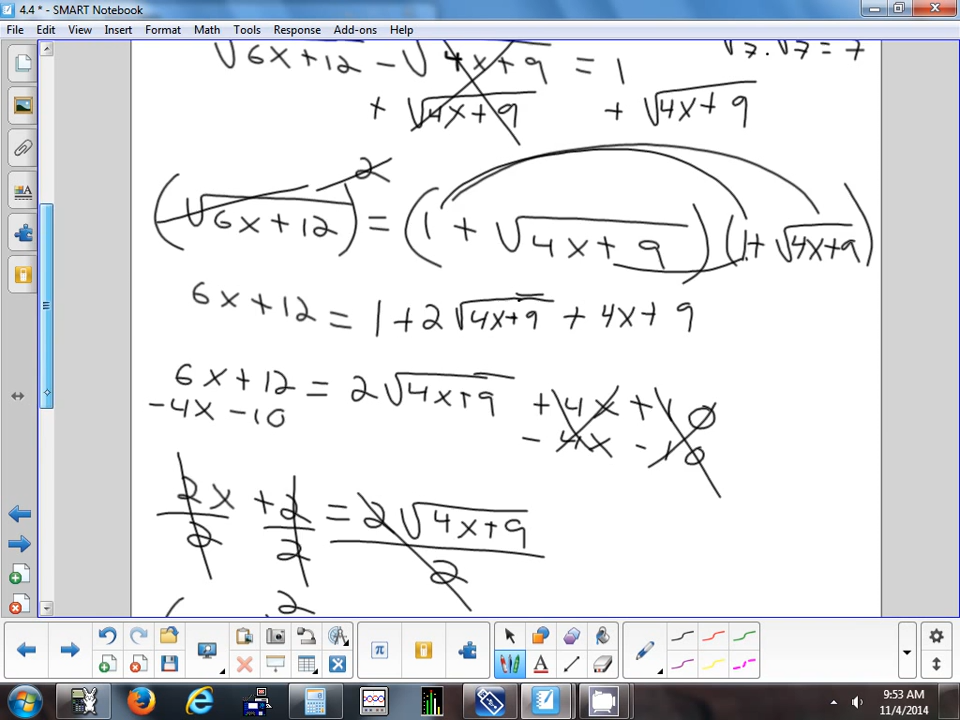 4.4 * - SMART Notebook
File Edit View Insert Format Math Tools Response Add-ons Help
√6x+12 - √4x+9 = 1
√7 . √7 = 7
+ √4x+9 + √4x+9
(√6x+12)² = (1 + √4x+9)(1+ √4x+9)
6x+12 = 1+2√4x+9 + 4x+9
6x+12 = 2√4x+9 +4x+10
-4x -10 - 4x -10
2x + 2 = 2√4x+9
2 2 2
( 2
9:53 AM
11/4/2014